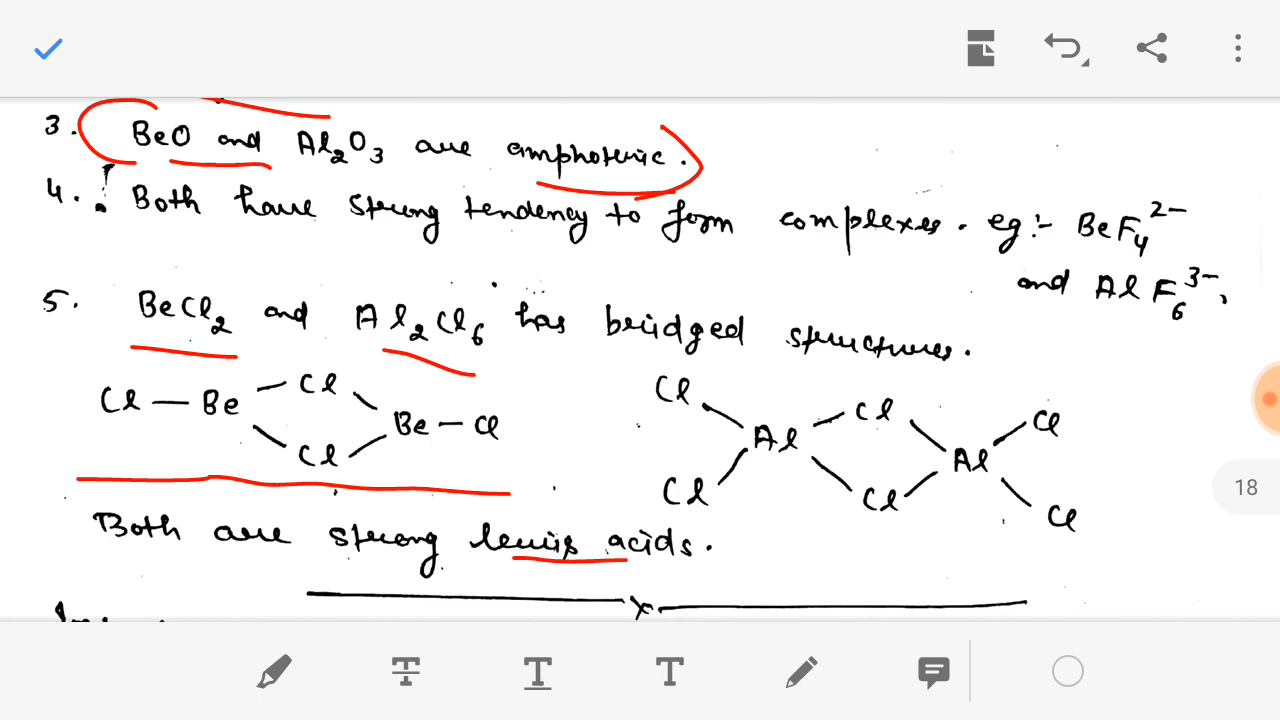 3. BeO and Al2O3 are amphoteric.
4. ! Both have strong tendency to form complexes. eg:- BeF4 2-
and AlF6 3-,
5. BeCl2 and Al2Cl6 has bridged structures.
Cl — Be Cl Cl Be — Cl
Cl Cl Al Cl Cl Al Cl Cl
18
Both are strong lewis acids.
x
T T T